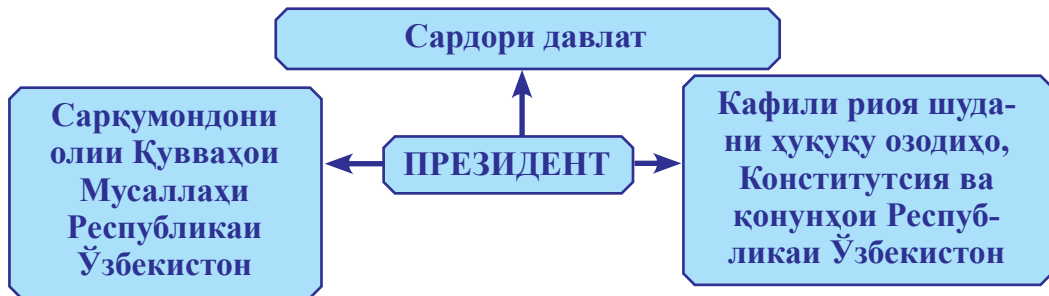 Сардори давлат
Сарқумондони
олии Қувваҳои
Мусаллаҳи
Республикаи
Ўзбекистон
ПРЕЗИДЕНТ
Кафили риоя шуда-
ни ҳуқуқу озодиҳо,
Конститутсия ва
қонунҳои Респуб-
ликаи Ўзбекистон